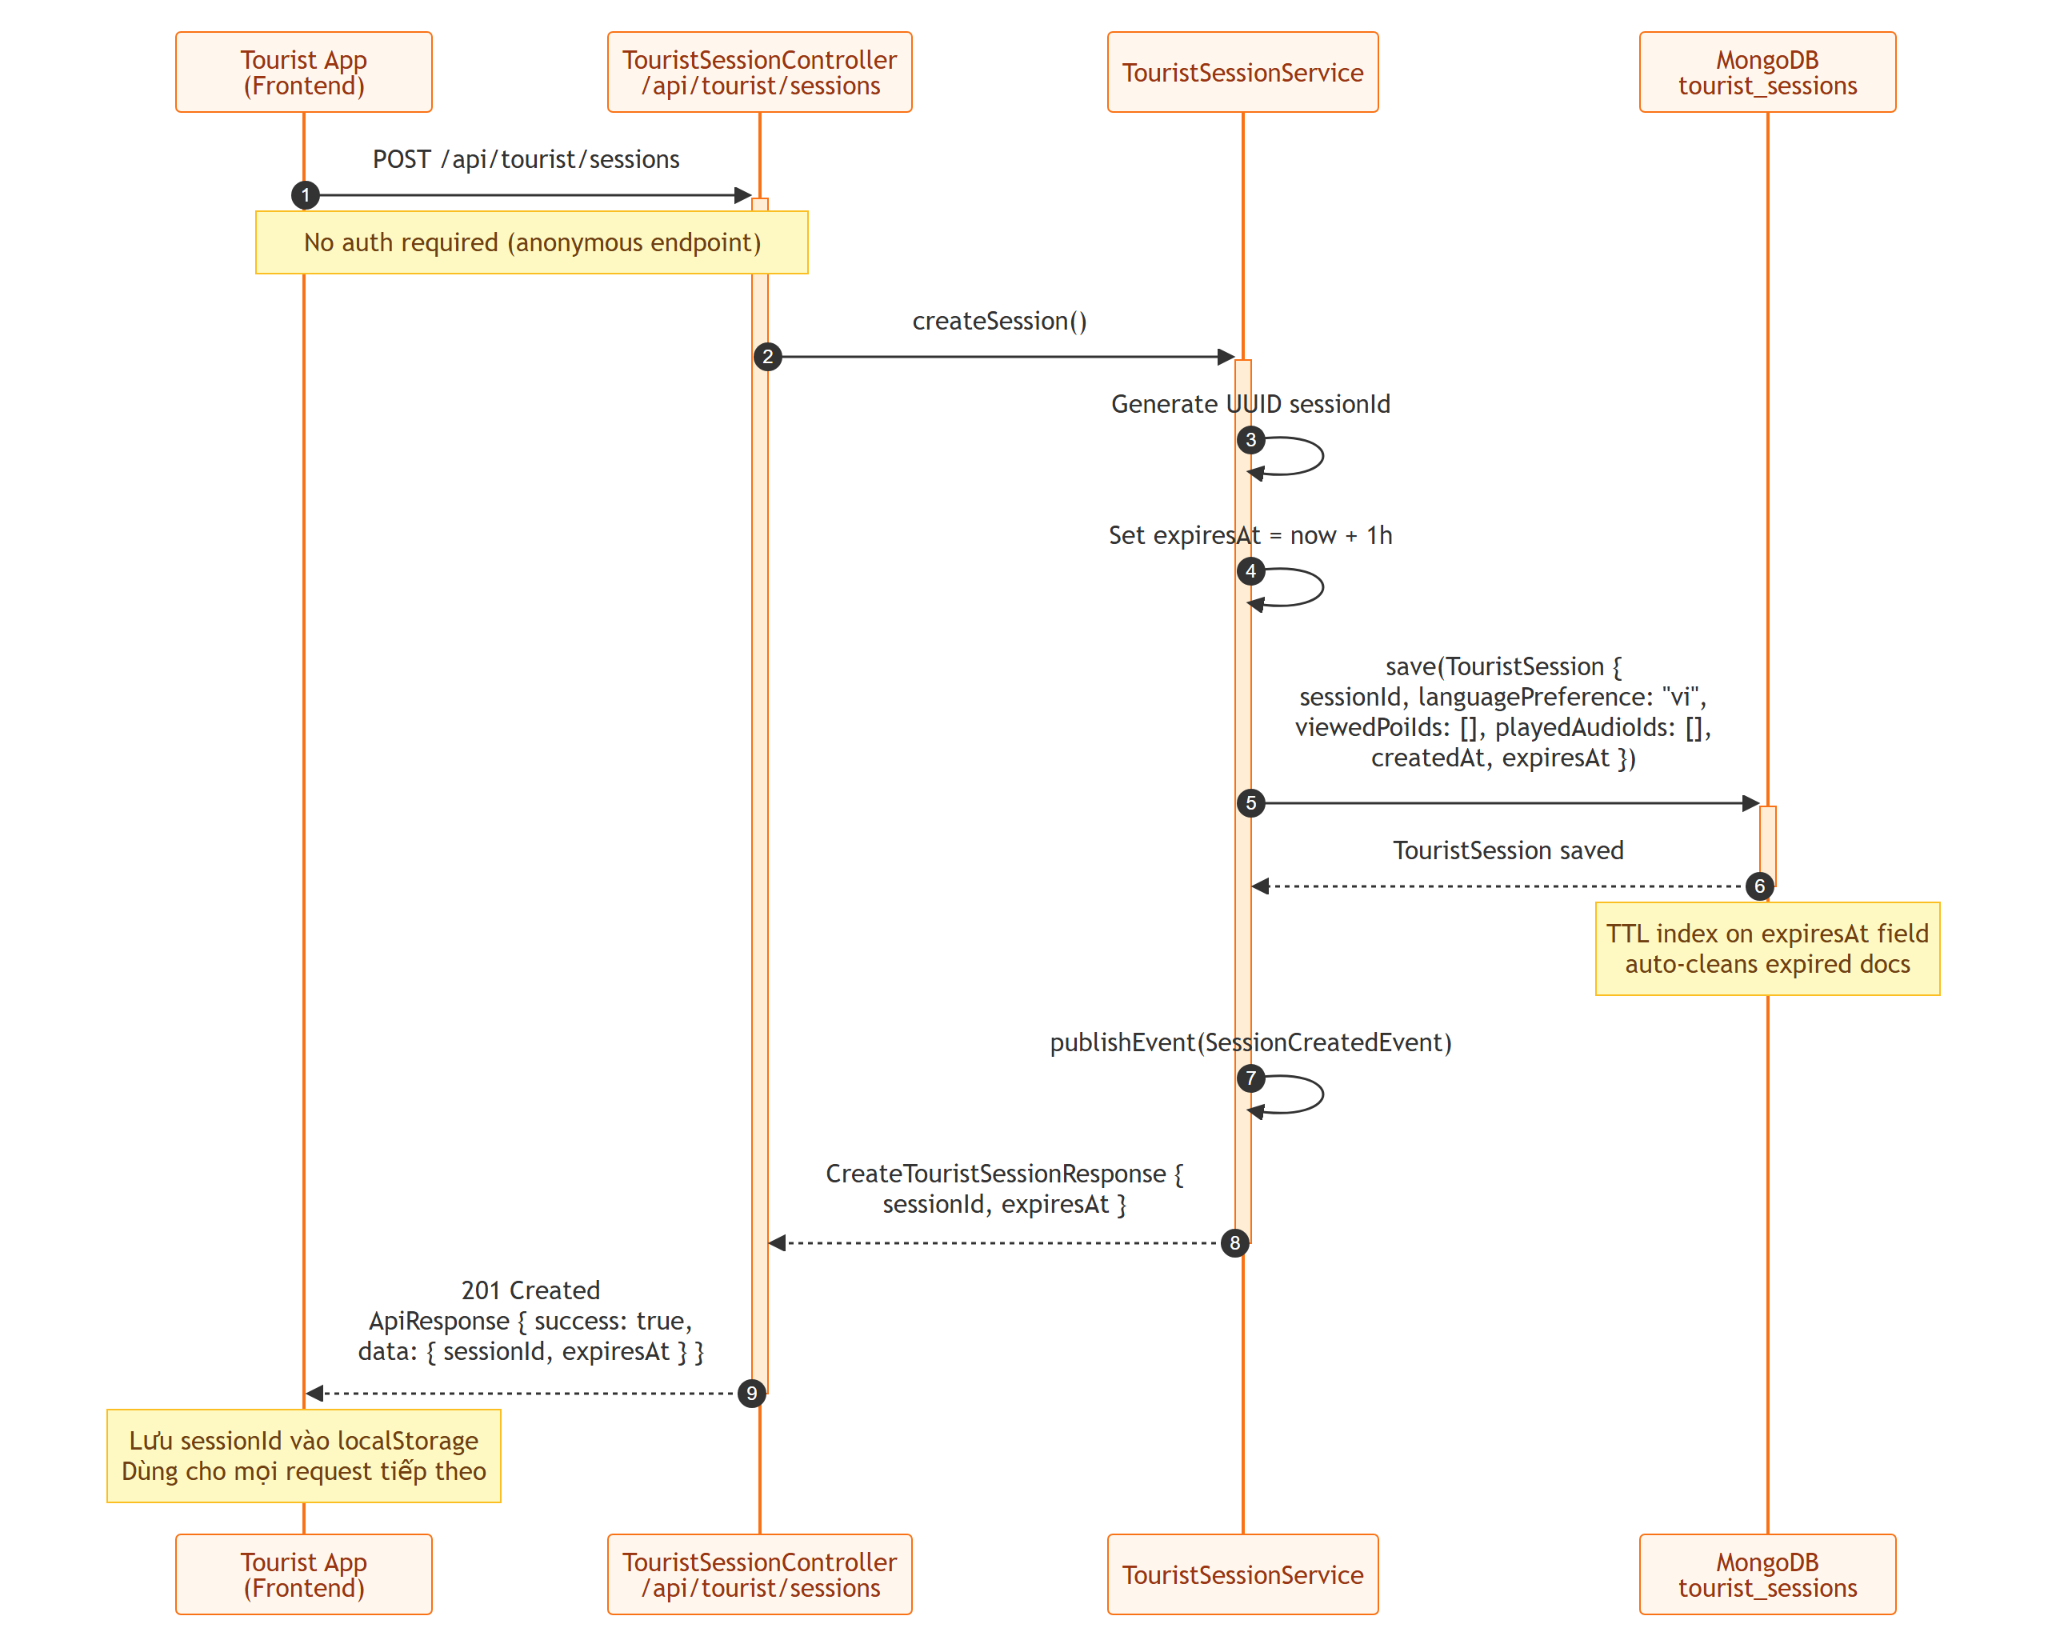 Tourist App
(Frontend)
TouristSessionController
/api/tourist/sessions
TouristSessionService
MongoDB
tourist_sessions
POST /api/tourist/sessions
1
No auth required (anonymous endpoint)
createSession()
2
Generate UUID sessionId
3
Set expiresAt = now + 1h
4
save(TouristSession {
sessionId, languagePreference: "vi",
viewedPoiIds: [], playedAudioIds: [],
createdAt, expiresAt })
5
TouristSession saved
6
TTL index on expiresAt field
auto-cleans expired docs
publishEvent(SessionCreatedEvent)
7
CreateTouristSessionResponse {
sessionId, expiresAt }
8
201 Created
ApiResponse { success: true,
data: { sessionId, expiresAt } }
9
Lưu sessionId vào localStorage
Dùng cho mọi request tiếp theo
Tourist App
(Frontend)
TouristSessionController
/api/tourist/sessions
TouristSessionService
MongoDB
tourist_sessions